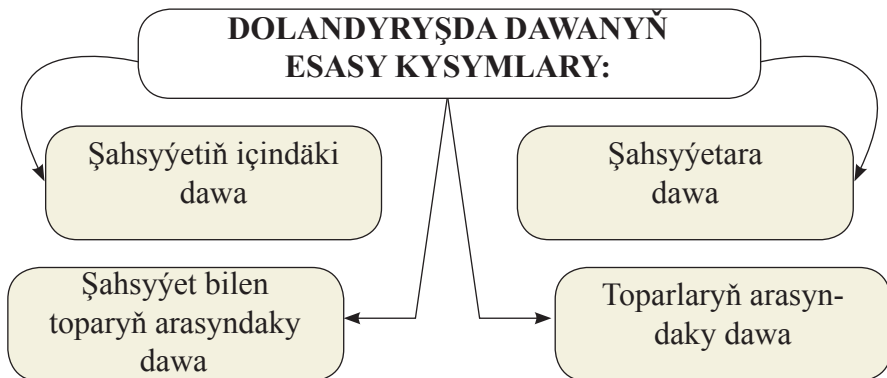 DOLANDYRYŞDA DAWANYŇ
ESASY KYSYMLARY:
Şahsyýetiň içindäki
dawa
Şahsyýetara
dawa
Şahsyýet bilen
toparyň arasyndaky
dawa
Toparlaryň arasyn-
daky dawa